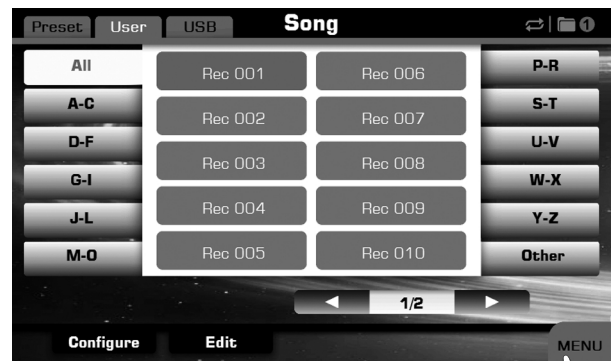 Preset User USB Song 1
All Rec 001 Rec 006 P-R
A-C Rec 002 Rec 007 S-T
D-F Rec 003 Rec 008 U-V
G-I Rec 004 Rec 009 W-X
J-L Rec 005 Rec 010 Y-Z
M-O Other
1/2
Configure Edit MENU